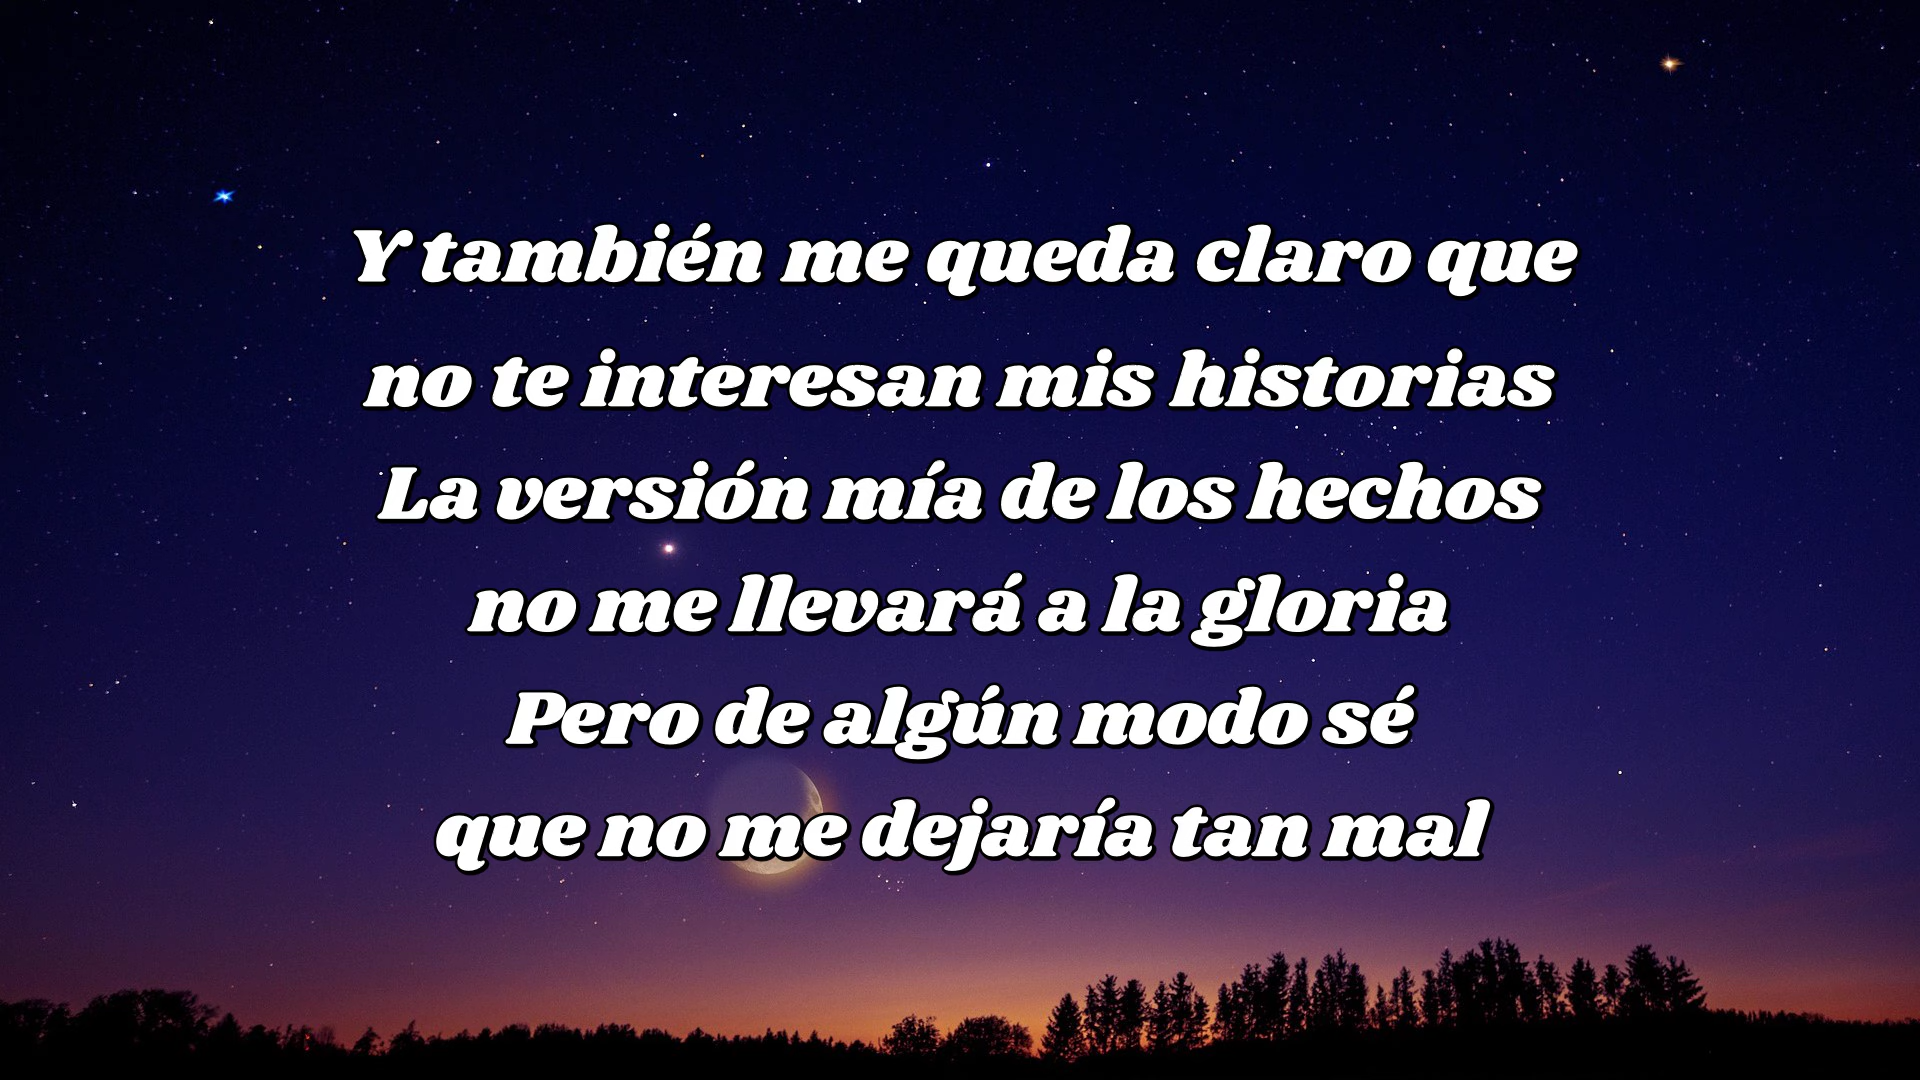 Y también me queda claro que
no te interesan mis historias
La versión mía de los hechos
no me llevará a la gloria
Pero de algún modo sé
que no me dejaría tan mal